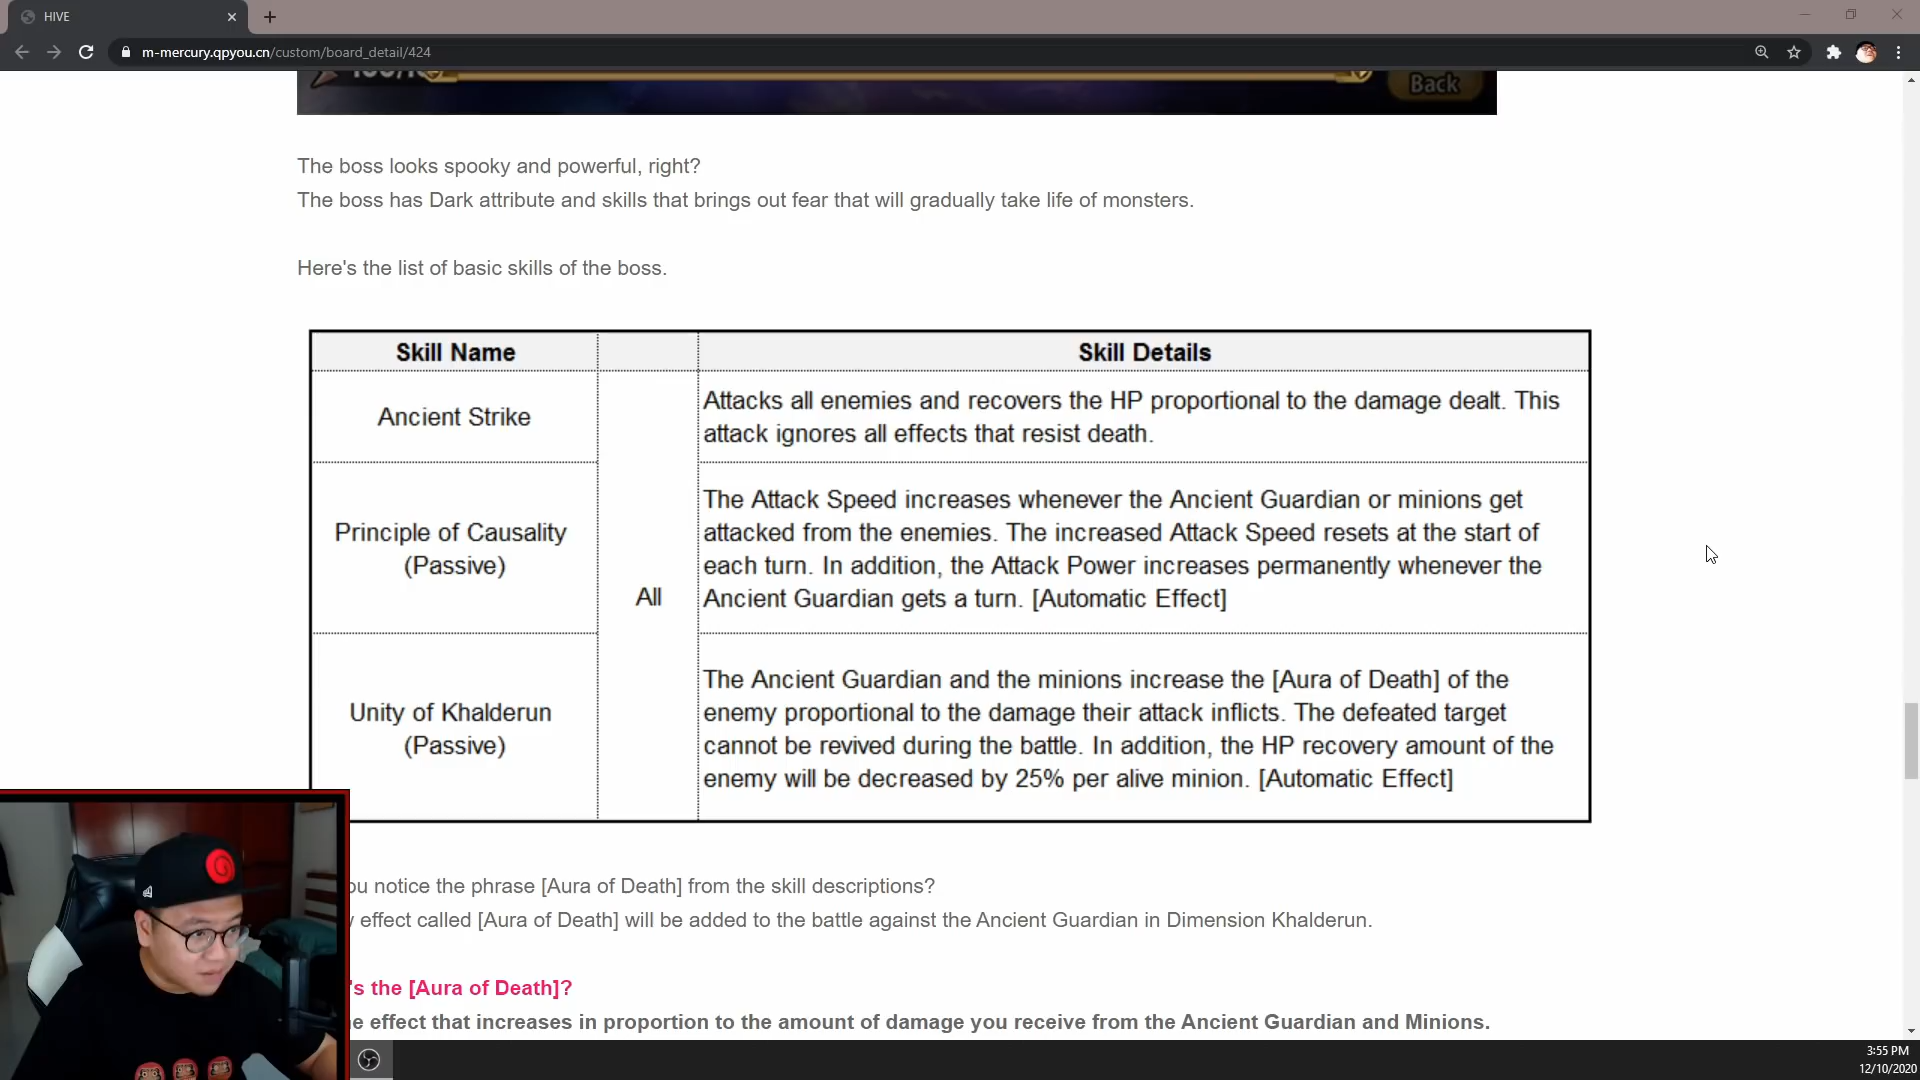 HIVE
m-mercury.qpyou.cn/custom/board_detail/424
Back
The boss looks spooky and powerful, right?
The boss has Dark attribute and skills that brings out fear that will gradually take life of monsters.
Here's the list of basic skills of the boss.
Skill Name
Skill Details
Ancient Strike
Attacks all enemies and recovers the HP proportional to the damage dealt. This
attack ignores all effects that resist death.
Principle of Causality
(Passive)
All
The Attack Speed increases whenever the Ancient Guardian or minions get
attacked from the enemies. The increased Attack Speed resets at the start of
each turn. In addition, the Attack Power increases permanently whenever the
Ancient Guardian gets a turn. [Automatic Effect]
Unity of Khalderun
(Passive)
The Ancient Guardian and the minions increase the [Aura of Death] of the
enemy proportional to the damage their attack inflicts. The defeated target
cannot be revived during the battle. In addition, the HP recovery amount of the
enemy will be decreased by 25% per alive minion. [Automatic Effect]
notice the phrase [Aura of Death] from the skill descriptions?
effect called [Aura of Death] will be added to the battle against the Ancient Guardian in Dimension Khalderun.
's the [Aura of Death]?
effect that increases in proportion to the amount of damage you receive from the Ancient Guardian and Minions.
3:55 PM
12/10/2020